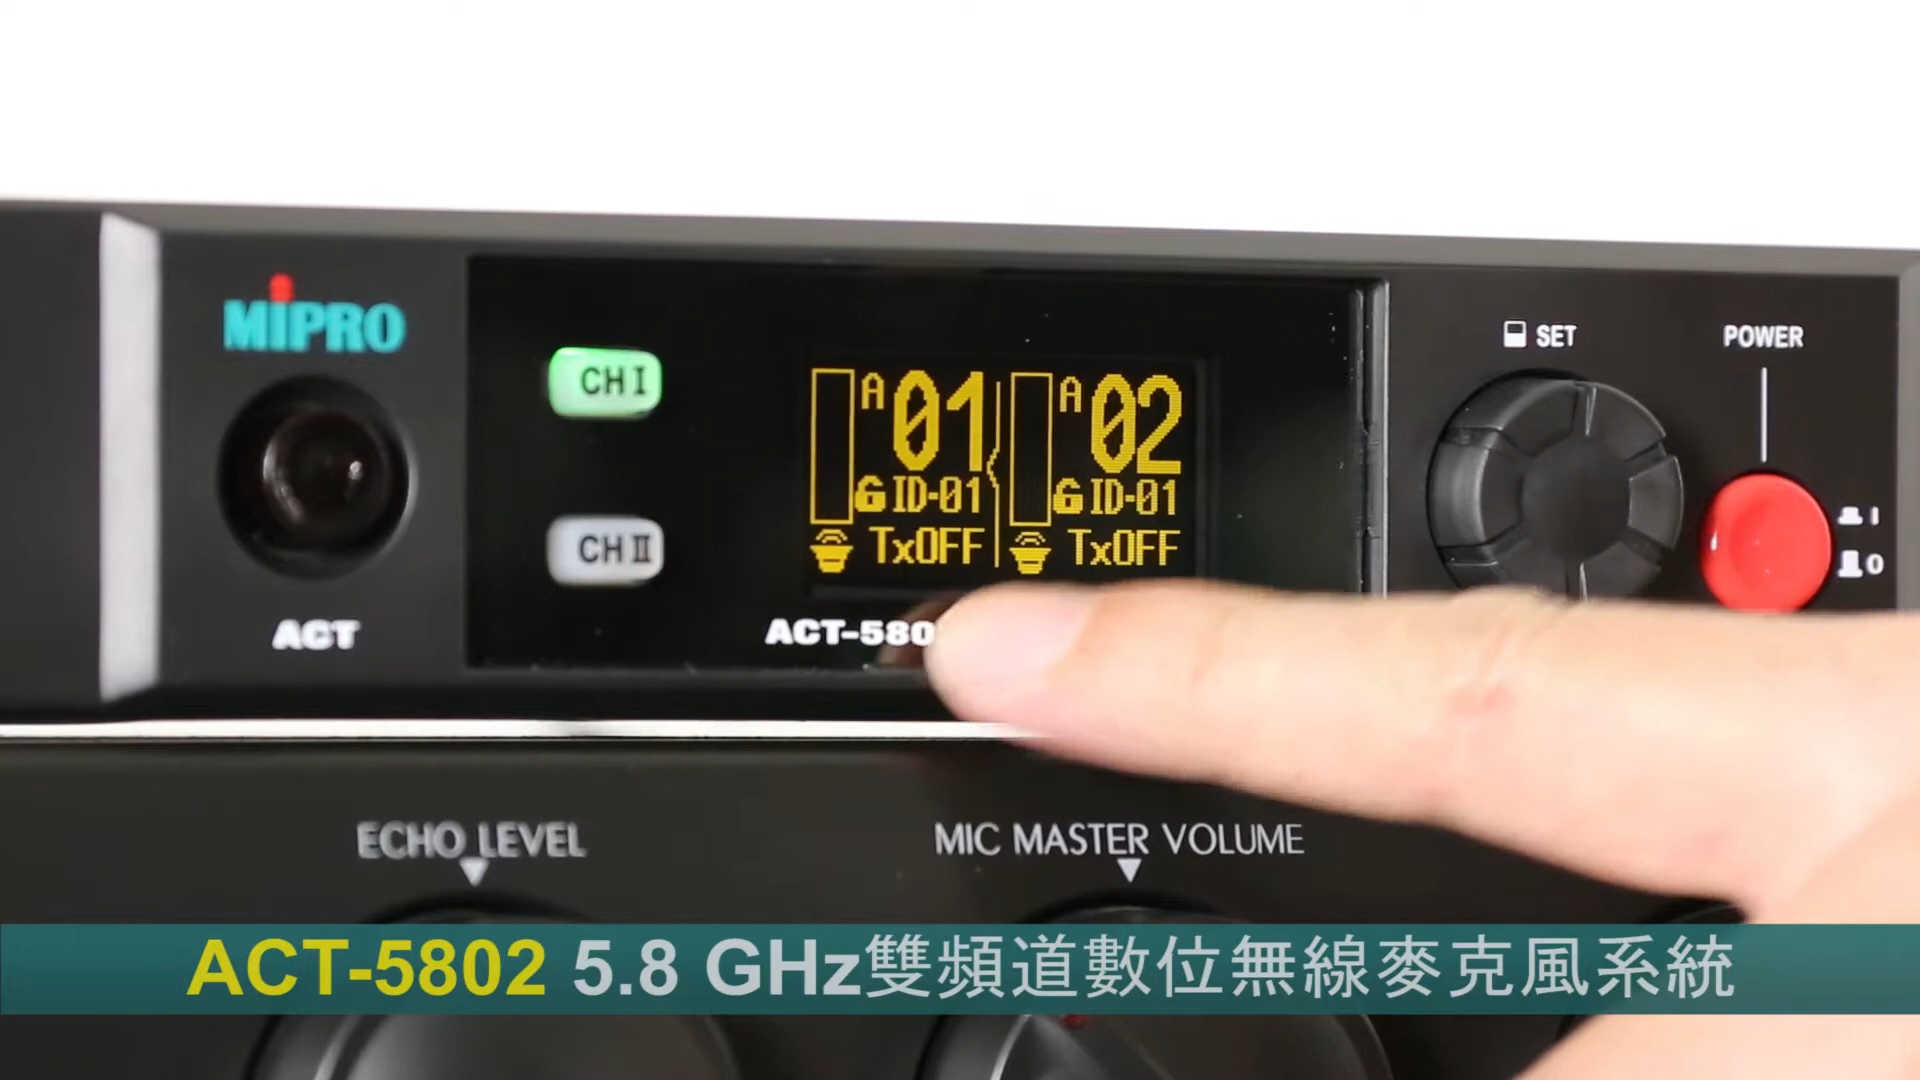 MIPRO
ACT
CH I
CH II
A 01
ID-01
TxOFF
A 02
ID-01
TxOFF
ACT-580
SET
POWER
I
O
ECHO LEVEL
MIC MASTER VOLUME
ACT-5802 5.8 GHz雙頻道數位無線麥克風系統